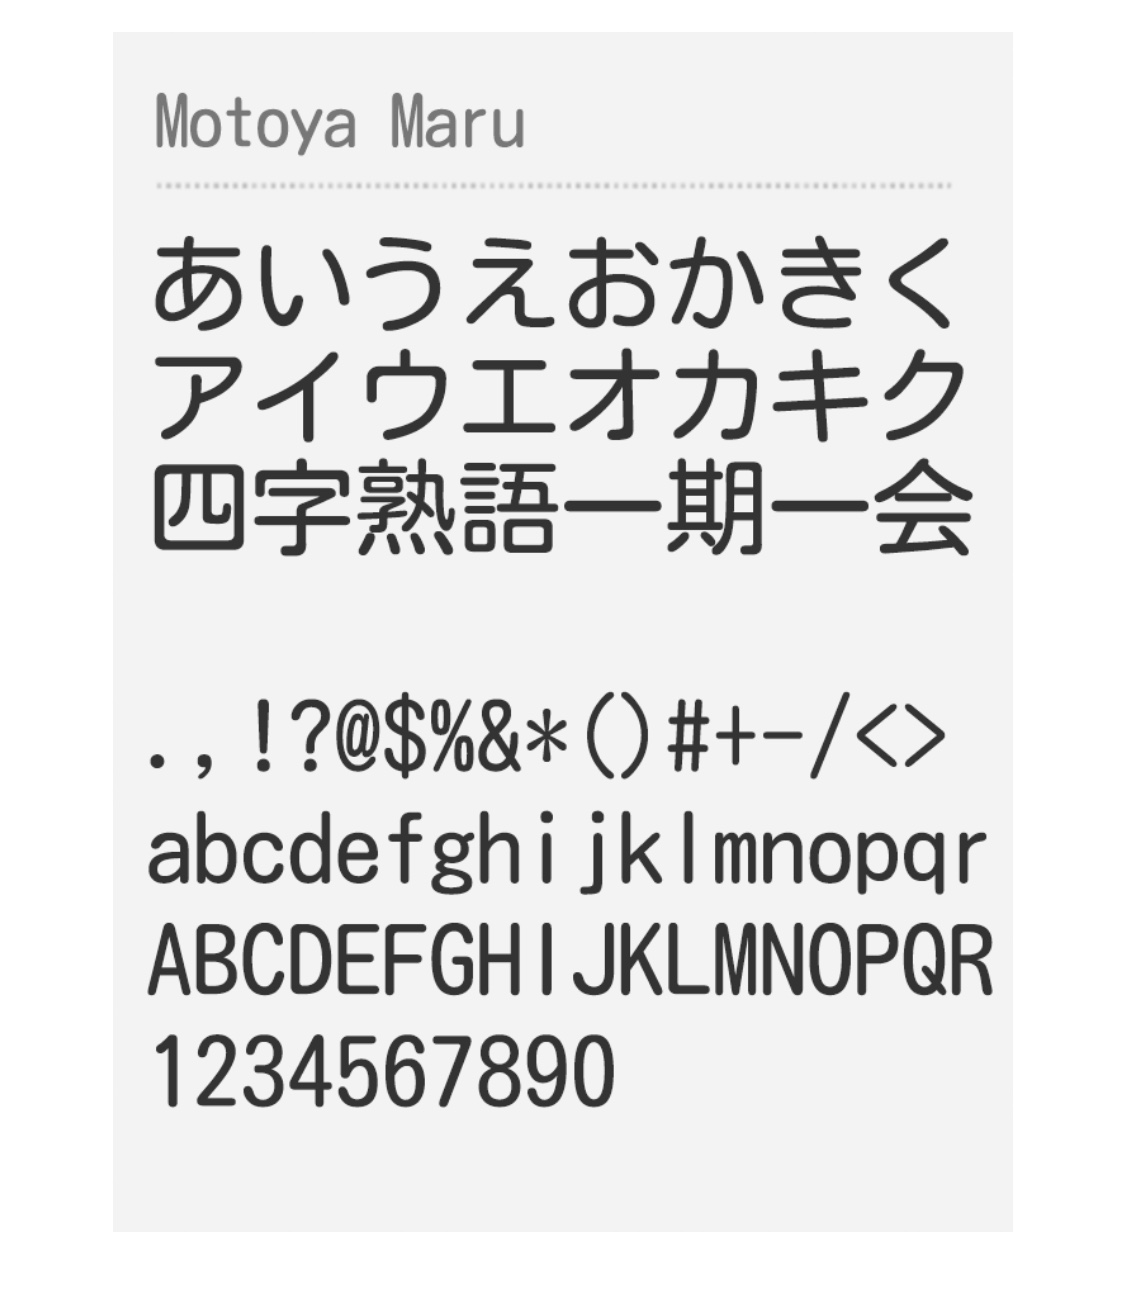 Motoya Maru
あいうえおかきく
アイウエオカキク
四字熟語一期一会
.,!?@$%&*()#+-/<>
abcdefghijklmnopqr
ABCDEFGHIJKLMNOPQR
1234567890